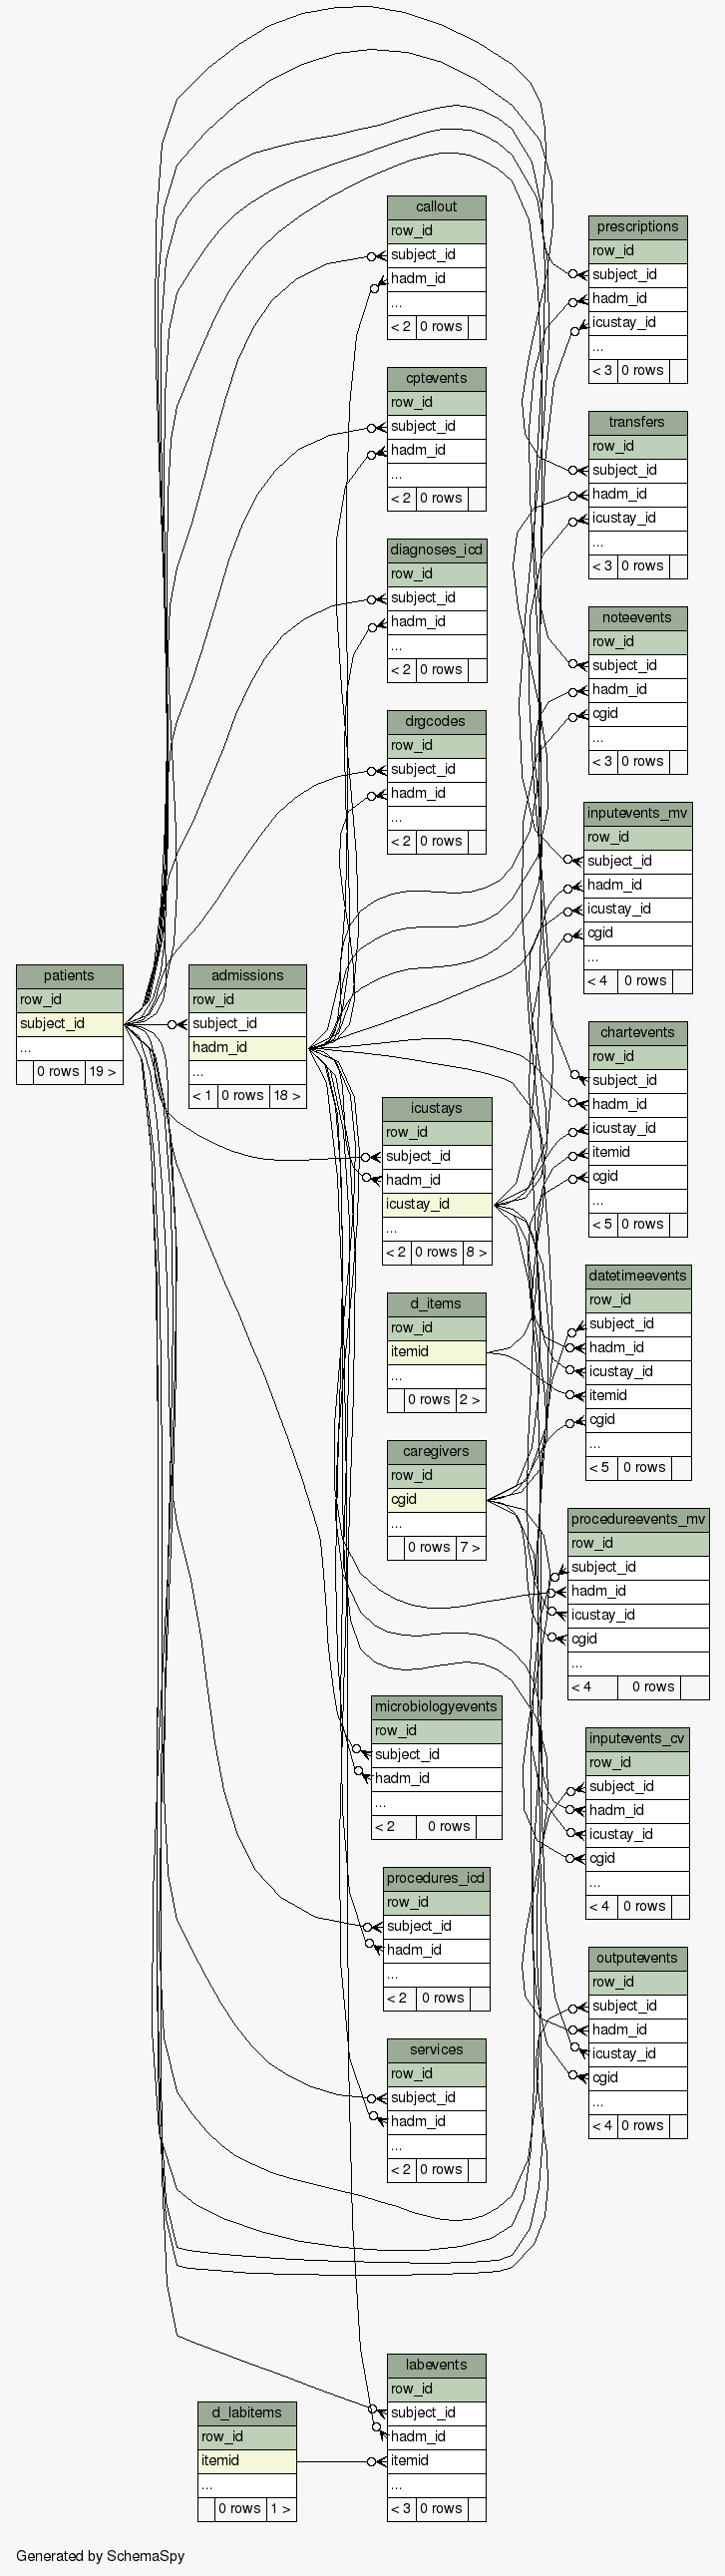 callout
row_id
subject_id
hadm_id
...
< 2 0 rows
prescriptions
row_id
subject_id
hadm_id
icustay_id
...
< 3 0 rows
cptevents
row_id
subject_id
hadm_id
...
< 2 0 rows
transfers
row_id
subject_id
hadm_id
icustay_id
...
< 3 0 rows
diagnoses_icd
row_id
subject_id
hadm_id
...
< 2 0 rows
noteevents
row_id
subject_id
hadm_id
cgid
...
< 3 0 rows
drgcodes
row_id
subject_id
hadm_id
...
< 2 0 rows
inputevents_mv
row_id
subject_id
hadm_id
icustay_id
cgid
...
< 4 0 rows
patients
row_id
subject_id
...
0 rows 19 >
admissions
row_id
subject_id
hadm_id
...
< 1 0 rows 18 >
chartevents
row_id
subject_id
hadm_id
icustay_id
itemid
cgid
...
< 5 0 rows
icustays
row_id
subject_id
hadm_id
icustay_id
...
< 2 0 rows 8 >
d_items
row_id
itemid
...
0 rows 2 >
datetimeevents
row_id
subject_id
hadm_id
icustay_id
itemid
cgid
...
< 5 0 rows
caregivers
row_id
cgid
...
0 rows 7 >
procedureevents_mv
row_id
subject_id
hadm_id
icustay_id
cgid
...
< 4 0 rows
microbiologyevents
row_id
subject_id
hadm_id
...
< 2 0 rows
inputevents_cv
row_id
subject_id
hadm_id
icustay_id
cgid
...
< 4 0 rows
procedures_icd
row_id
subject_id
hadm_id
...
< 2 0 rows
outputevents
row_id
subject_id
hadm_id
icustay_id
cgid
...
< 4 0 rows
services
row_id
subject_id
hadm_id
...
< 2 0 rows
labevents
row_id
subject_id
hadm_id
itemid
...
< 3 0 rows
d_labitems
row_id
itemid
...
0 rows 1 >
Generated by SchemaSpy